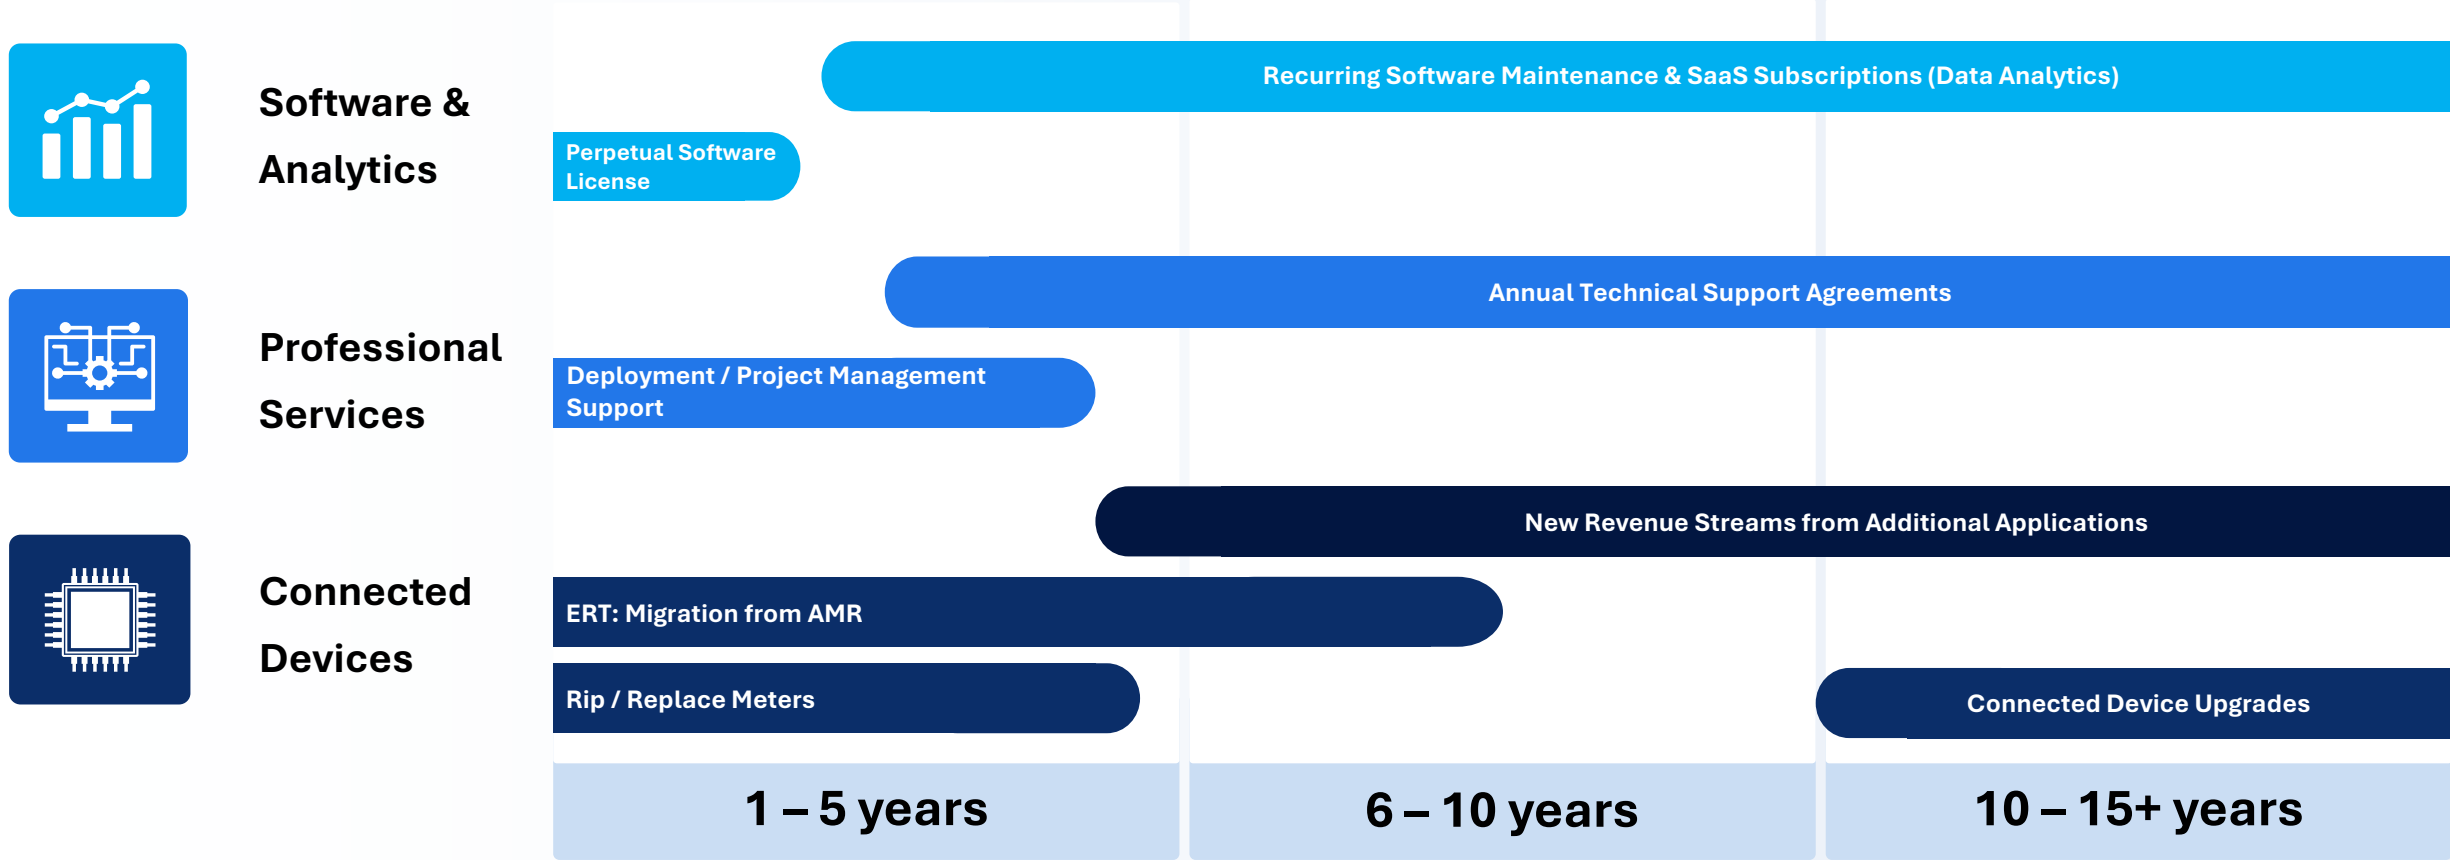 Software &
Analytics
Recurring Software Maintenance & SaaS Subscriptions (Data Analytics)
Perpetual Software
License
Professional
Services
Annual Technical Support Agreements
Deployment / Project Management
Support
Connected
Devices
New Revenue Streams from Additional Applications
ERT: Migration from AMR
Rip / Replace Meters
Connected Device Upgrades
1 – 5 years
6 – 10 years
10 – 15+ years